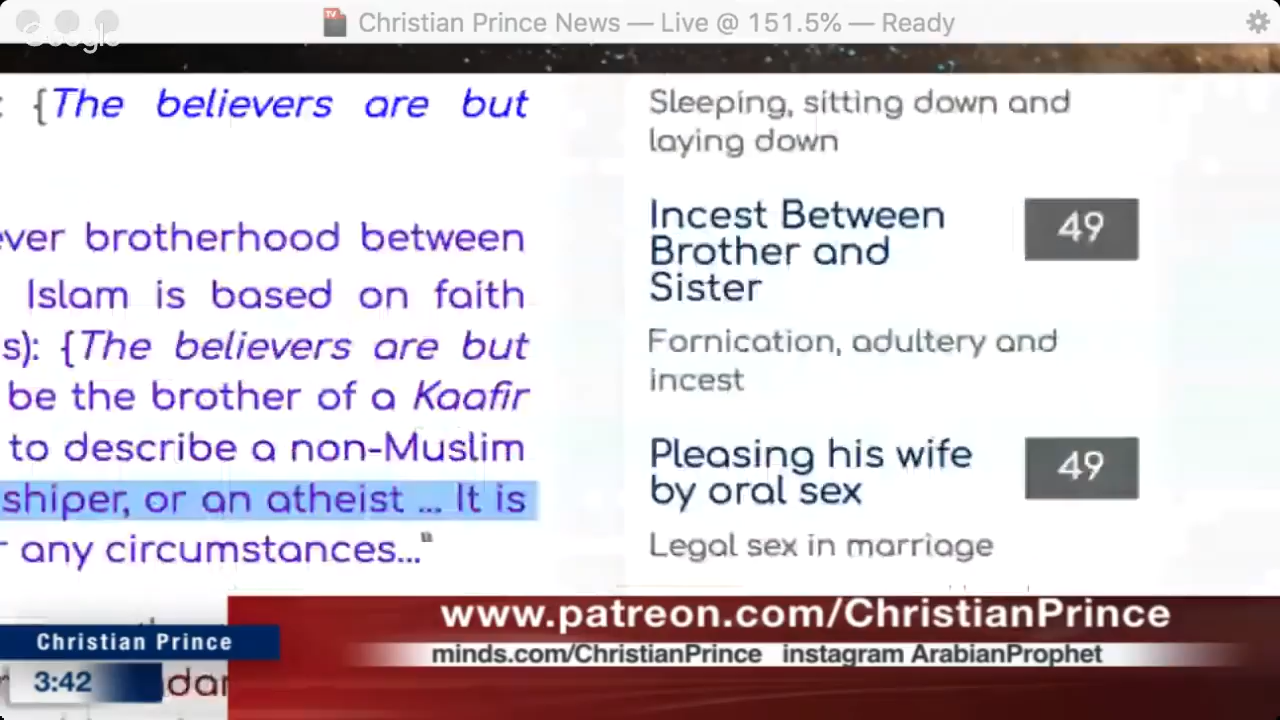 Christian Prince News — Live @ 151.5% — Ready
Google
: {The believers are but
ever brotherhood between
Islam is based on faith
s): {The believers are but
be the brother of a Kaafir
to describe a non-Muslim
shiper, or an atheist ... It is
r any circumstances..."
Sleeping, sitting down and
laying down
Incest Between
Brother and
Sister
49
Fornication, adultery and
incest
Pleasing his wife
by oral sex
49
Legal sex in marriage
www.patreon.com/ChristianPrince
minds.com/ChristianPrince instagram ArabianProphet
Christian Prince
3:42
dar